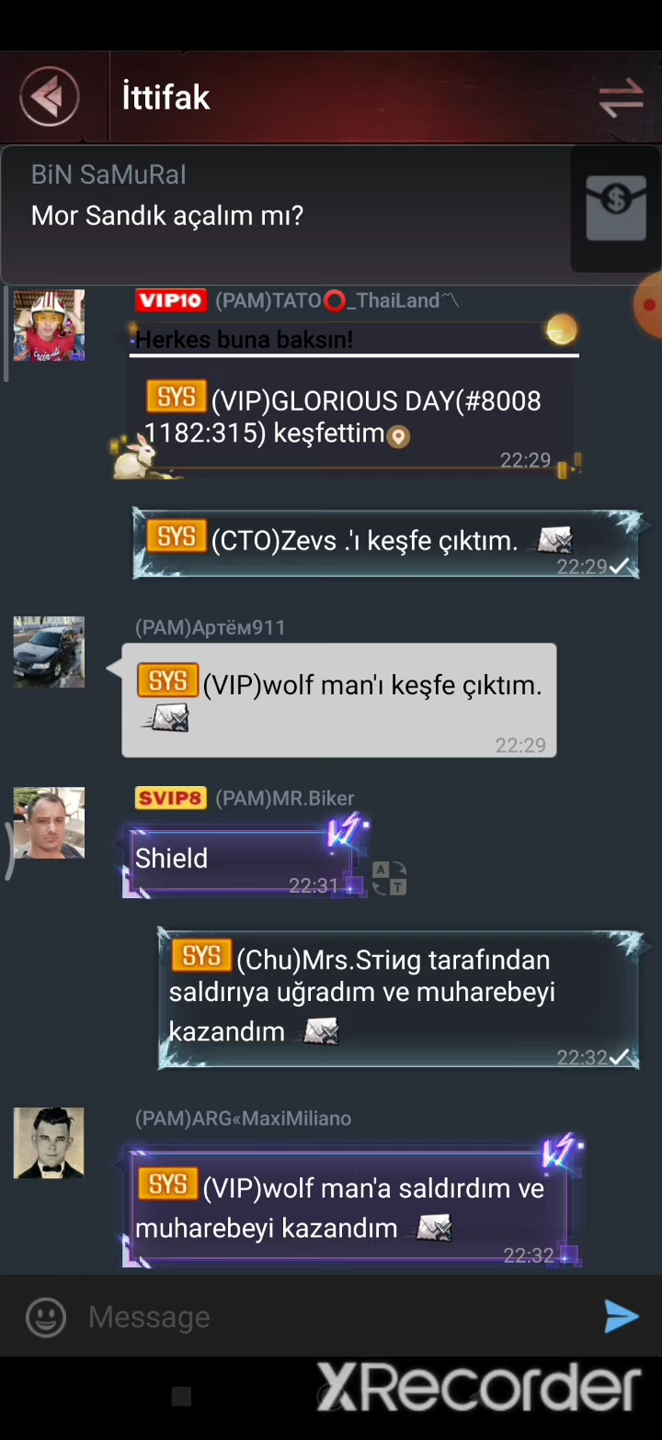 İttifak
BiN SaMuRaI
Mor Sandık açalım mı?
VIP10 (PAM)TATO⭕_ThaiLand
Herkes buna baksın!
SYS (VIP)GLORIOUS DAY(#8008
1182:315) keşfettim
22:29
SYS (CTO)Zevs .'ı keşfe çıktım.
22:29
(PAM)Артём911
SYS (VIP)wolf man'ı keşfe çıktım.
22:29
SVIP8 (PAM)MR.Biker
Shield
22:31
SYS (Chu)Mrs.Sтiиg tarafından
saldırıya uğradım ve muharebeyi
kazandım
22:32
(PAM)ARG«MaxiMiliano
SYS (VIP)wolf man'a saldırdım ve
muharebeyi kazandım
22:32
Message
XRecorder